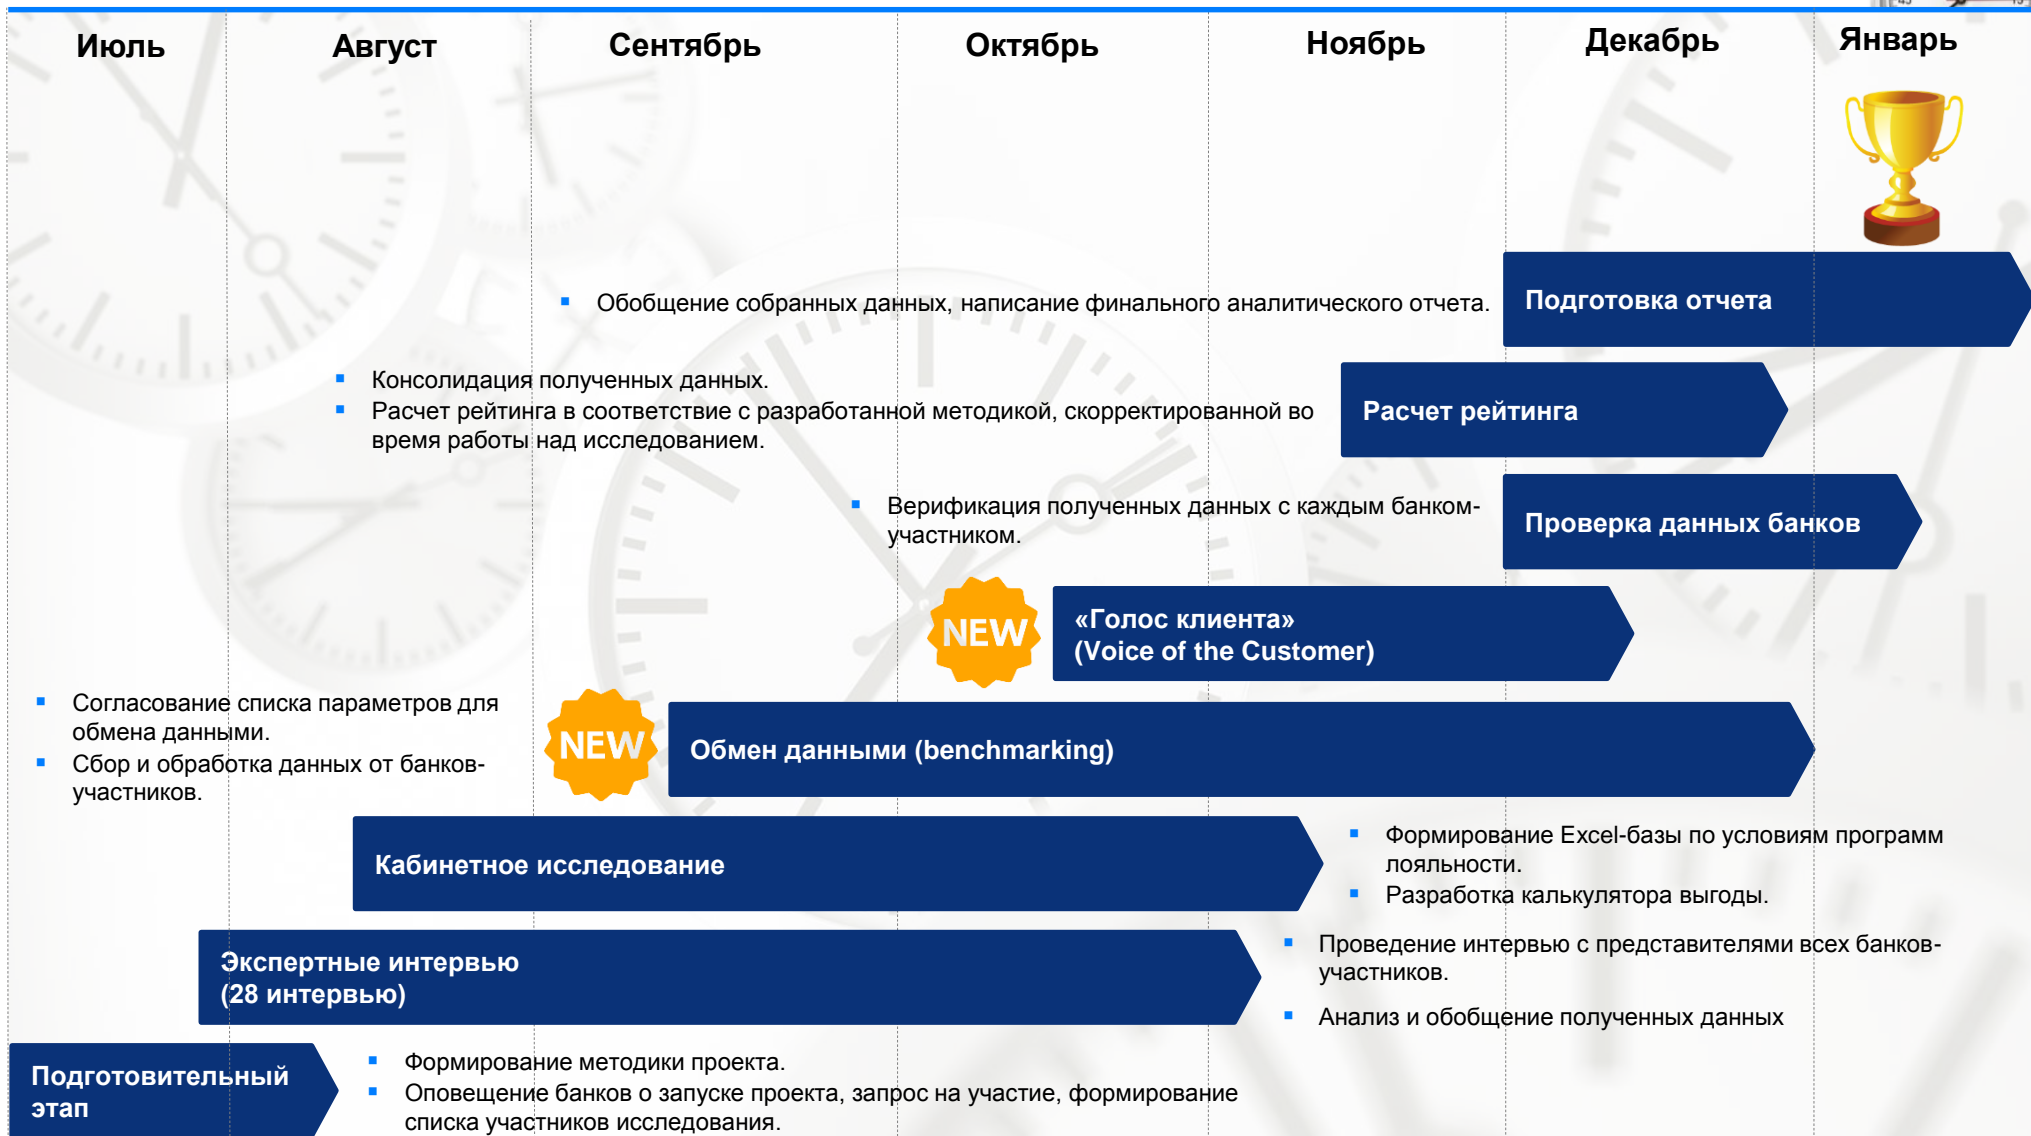 Июль
Август
Сентябрь
Октябрь
Ноябрь
Декабрь
Январь
Обобщение собранных данных, написание финального аналитического отчета.
Подготовка отчета
Консолидация полученных данных.
Расчет рейтинга в соответствие с разработанной методикой, скорректированной во
время работы над исследованием.
Расчет рейтинга
Верификация полученных данных с каждым банком-
участником.
Проверка данных банков
NEW
«Голос клиента»
(Voice of the Customer)
Согласование списка параметров для
обмена данными.
Сбор и обработка данных от банков-
участников.
NEW
Обмен данными (benchmarking)
Кабинетное исследование
Формирование Excel-базы по условиям программ
лояльности.
Разработка калькулятора выгоды.
Экспертные интервью
(28 интервью)
Проведение интервью с представителями всех банков-
участников.
Анализ и обобщение полученных данных
Подготовительный
этап
Формирование методики проекта.
Оповещение банков о запуске проекта, запрос на участие, формирование
списка участников исследования.